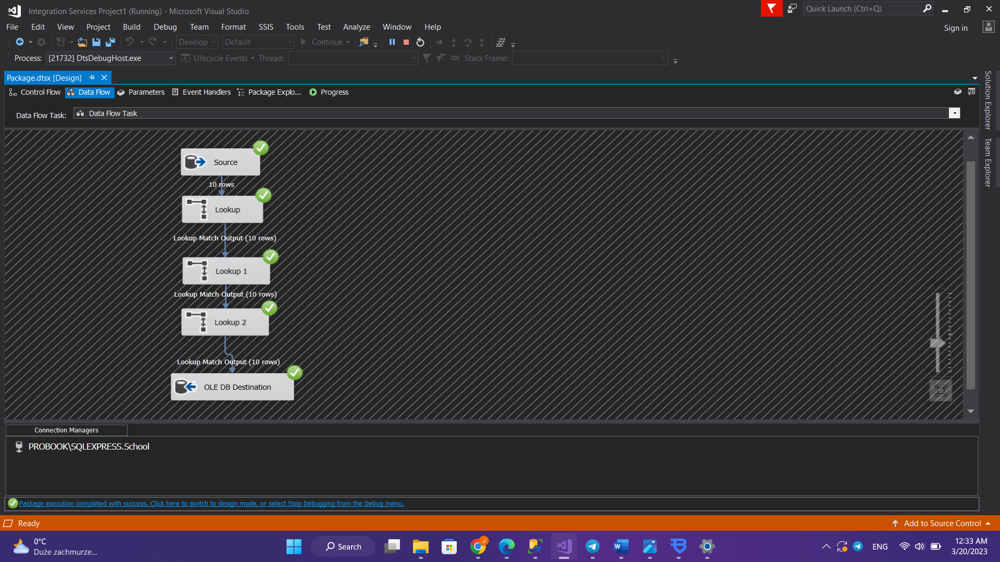 Integration Services Project1 (Running) - Microsoft Visual Studio
Quick Launch (Ctrl+Q)
File Edit View Project Build Debug Team Format SSIS Tools Test Analyze Window Help
Sign in
Develop Default Continue
Process: [21732] DtsDebugHost.exe Lifecycle Events Thread: Stack Frame:
Package.dtsx [Design]
Control Flow Data Flow Parameters Event Handlers Package Explo... Progress
Data Flow Task: Data Flow Task
Solution Explorer
Team Explorer
Source
10 rows
Lookup
Lookup Match Output (10 rows)
Lookup 1
Lookup Match Output (10 rows)
Lookup 2
Lookup Match Output (10 rows)
OLE DB Destination
Connection Managers
PROBOOK\SQLEXPRESS.School
Package execution completed with success. Click here to switch to design mode, or select Stop Debugging from the Debug menu.
Ready
Add to Source Control
0°C
Duże zachmurze...
Search
J
W
ENG
12:33 AM
3/20/2023